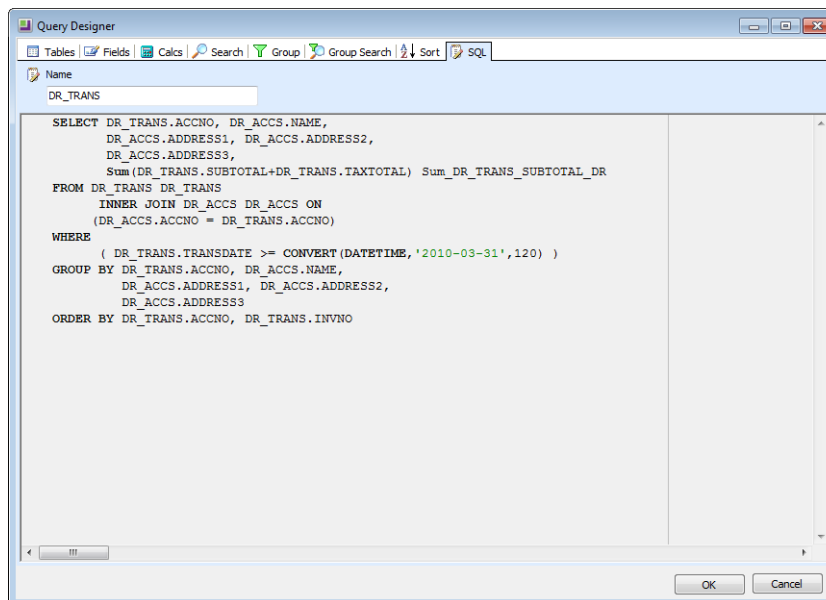 Query Designer
Tables Fields Calcs Search Group Group Search Sort SQL
Name
DR_TRANS
SELECT DR_TRANS.ACCNO, DR_ACCS.NAME,
DR_ACCS.ADDRESS1, DR_ACCS.ADDRESS2,
DR_ACCS.ADDRESS3,
Sum(DR_TRANS.SUBTOTAL+DR_TRANS.TAXTOTAL) Sum_DR_TRANS_SUBTOTAL_DR
FROM DR_TRANS DR_TRANS
INNER JOIN DR_ACCS DR_ACCS ON
(DR_ACCS.ACCNO = DR_TRANS.ACCNO)
WHERE
( DR_TRANS.TRANSDATE >= CONVERT(DATETIME,'2010-03-31',120) )
GROUP BY DR_TRANS.ACCNO, DR_ACCS.NAME,
DR_ACCS.ADDRESS1, DR_ACCS.ADDRESS2,
DR_ACCS.ADDRESS3
ORDER BY DR_TRANS.ACCNO, DR_TRANS.INVNO
OK Cancel